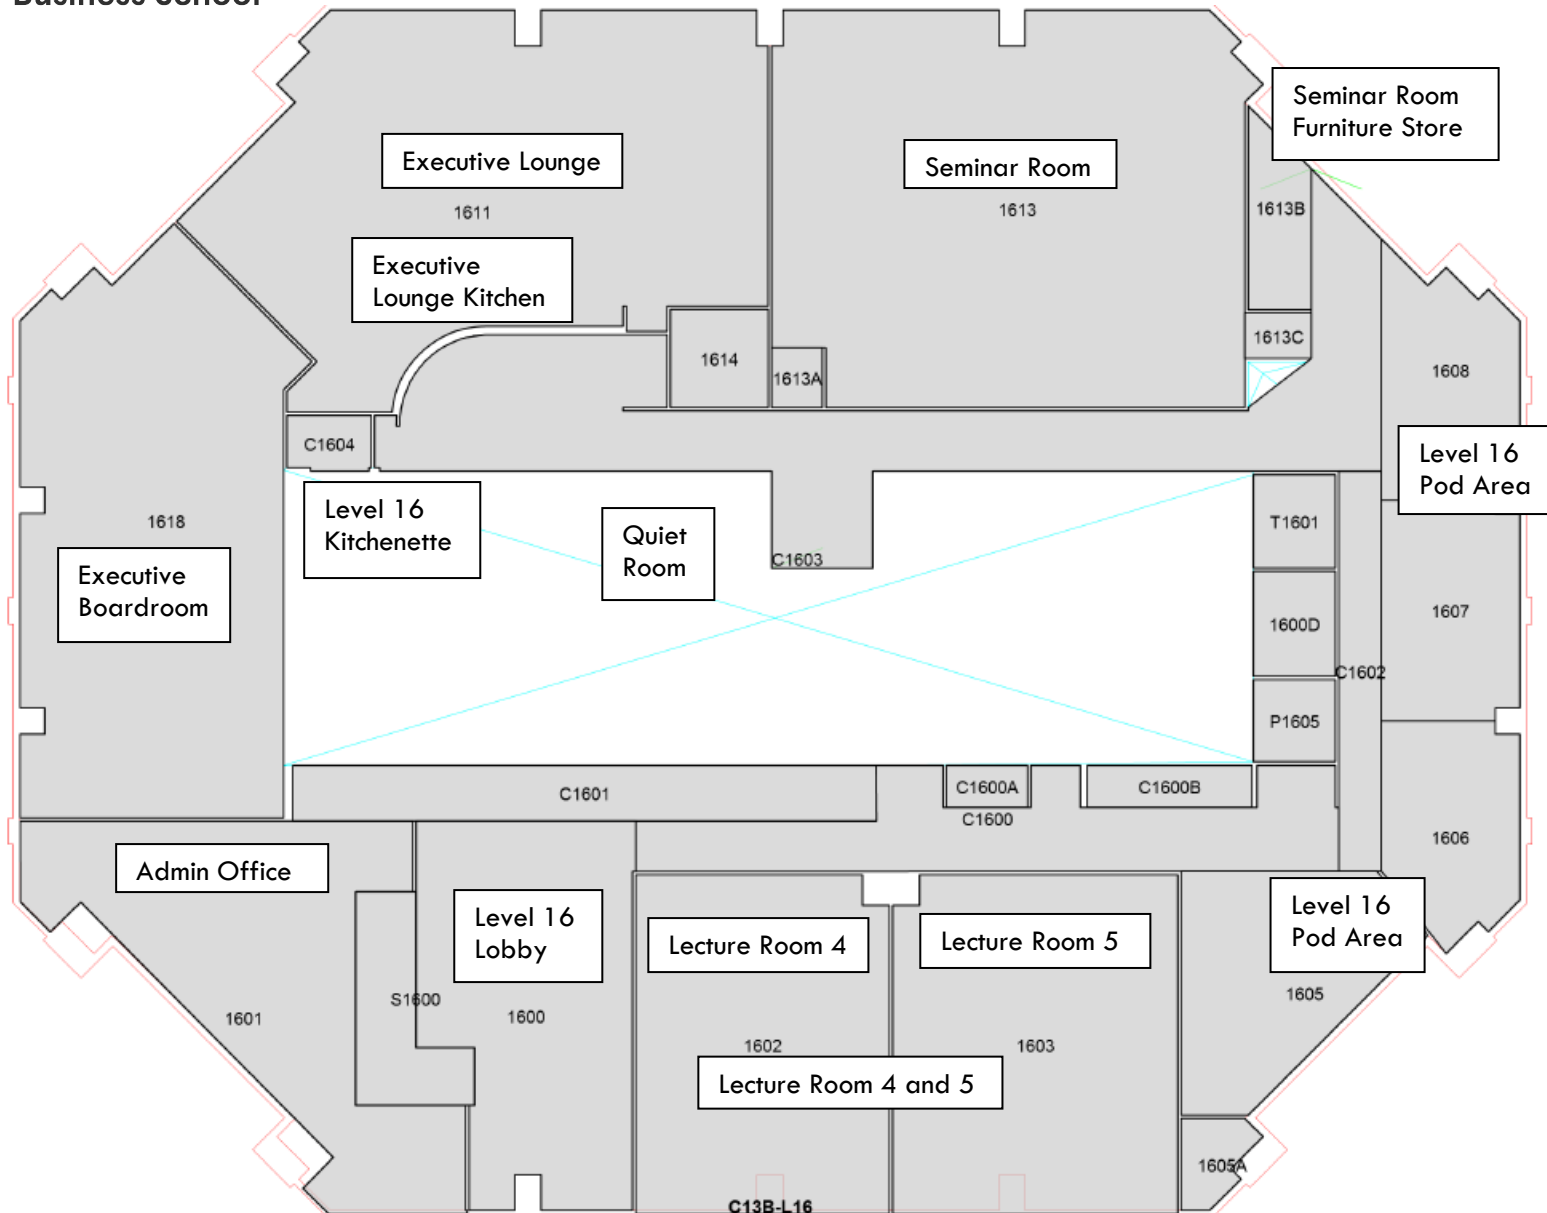 Business School
Seminar Room
Furniture Store
Executive Lounge
Seminar Room
1611
1613
1613B
Executive
Lounge Kitchen
1613C
1614
1613A
1608
C1604
Level 16
Pod Area
Level 16
Kitchenette
1618
Quiet
Room
T1601
C1603
Executive
Boardroom
1607
1600D
C1602
P1605
C1601
C1600A
C1600B
C1600
1606
Admin Office
Level 16
Lobby
Lecture Room 4
Lecture Room 5
Level 16
Pod Area
1605
S1600
1601
1600
1602
1603
Lecture Room 4 and 5
1605A
C13B-L16